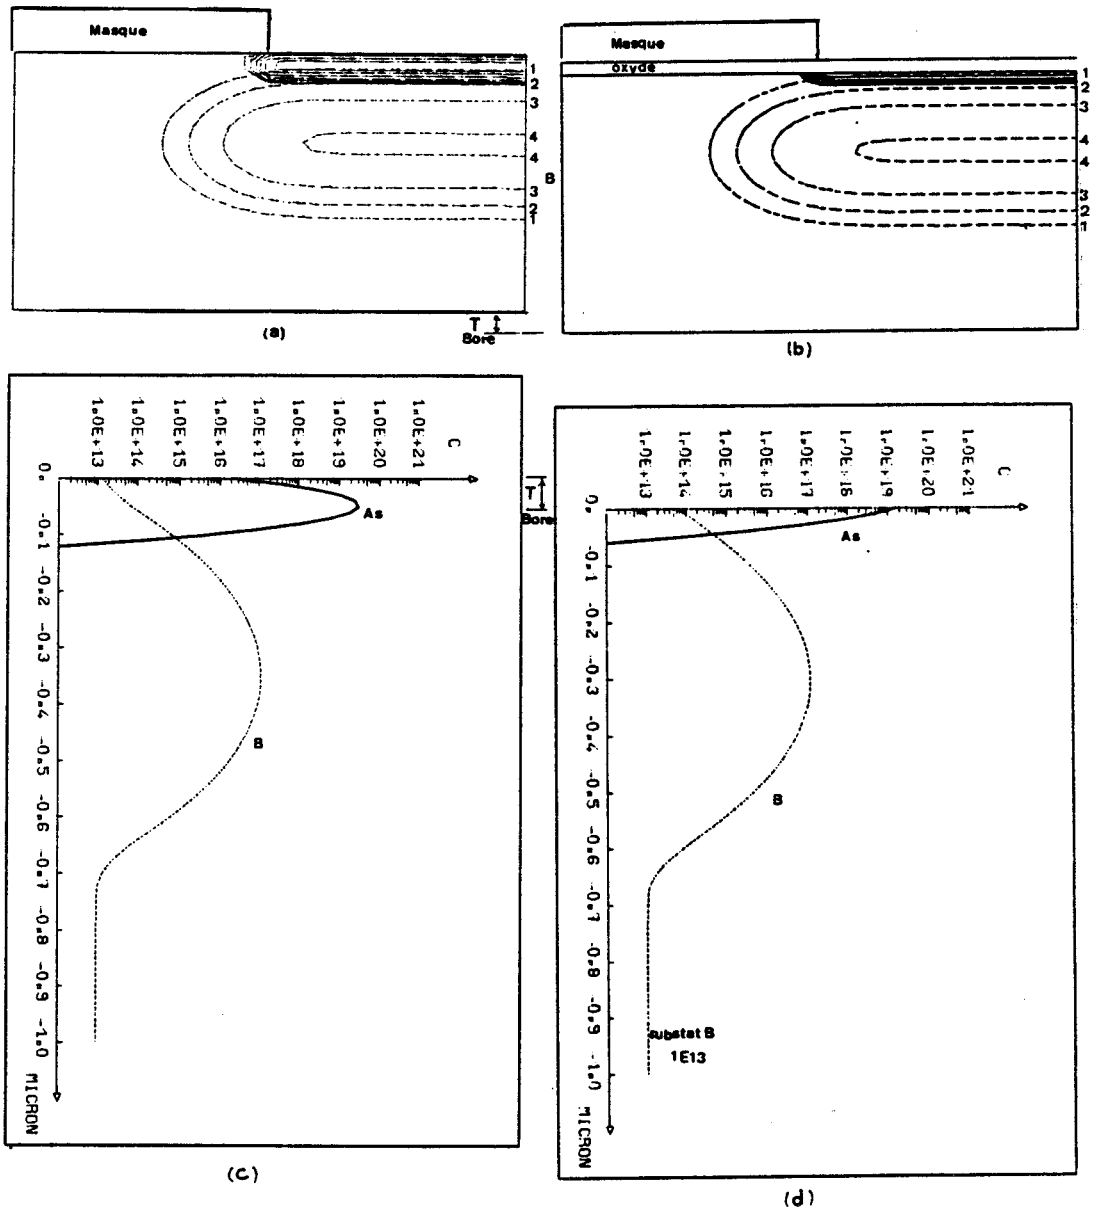 Masque
1
2
3
4
4
B
3
2
1
(a)
T
Bore
Masque
oxyde
1
2
3
4
4
3
2
1
(b)
1.0E+13
1.0E+14
1.0E+15
1.0E+16
1.0E+17
1.0E+18
1.0E+19
1.0E+20
1.0E+21
C
0.
-0.1
-0.2
-0.3
-0.4
-0.5
-0.6
-0.7
-0.8
-0.9
-1.0
MICRON
As
B
(c)
T
Bore
1.0E+13
1.0E+14
1.0E+15
1.0E+16
1.0E+17
1.0E+18
1.0E+19
1.0E+20
1.0E+21
C
0.
-0.1
-0.2
-0.3
-0.4
-0.5
-0.6
-0.7
-0.8
-0.9
-1.0
MICRON
As
B
substat B
1E13
(d)